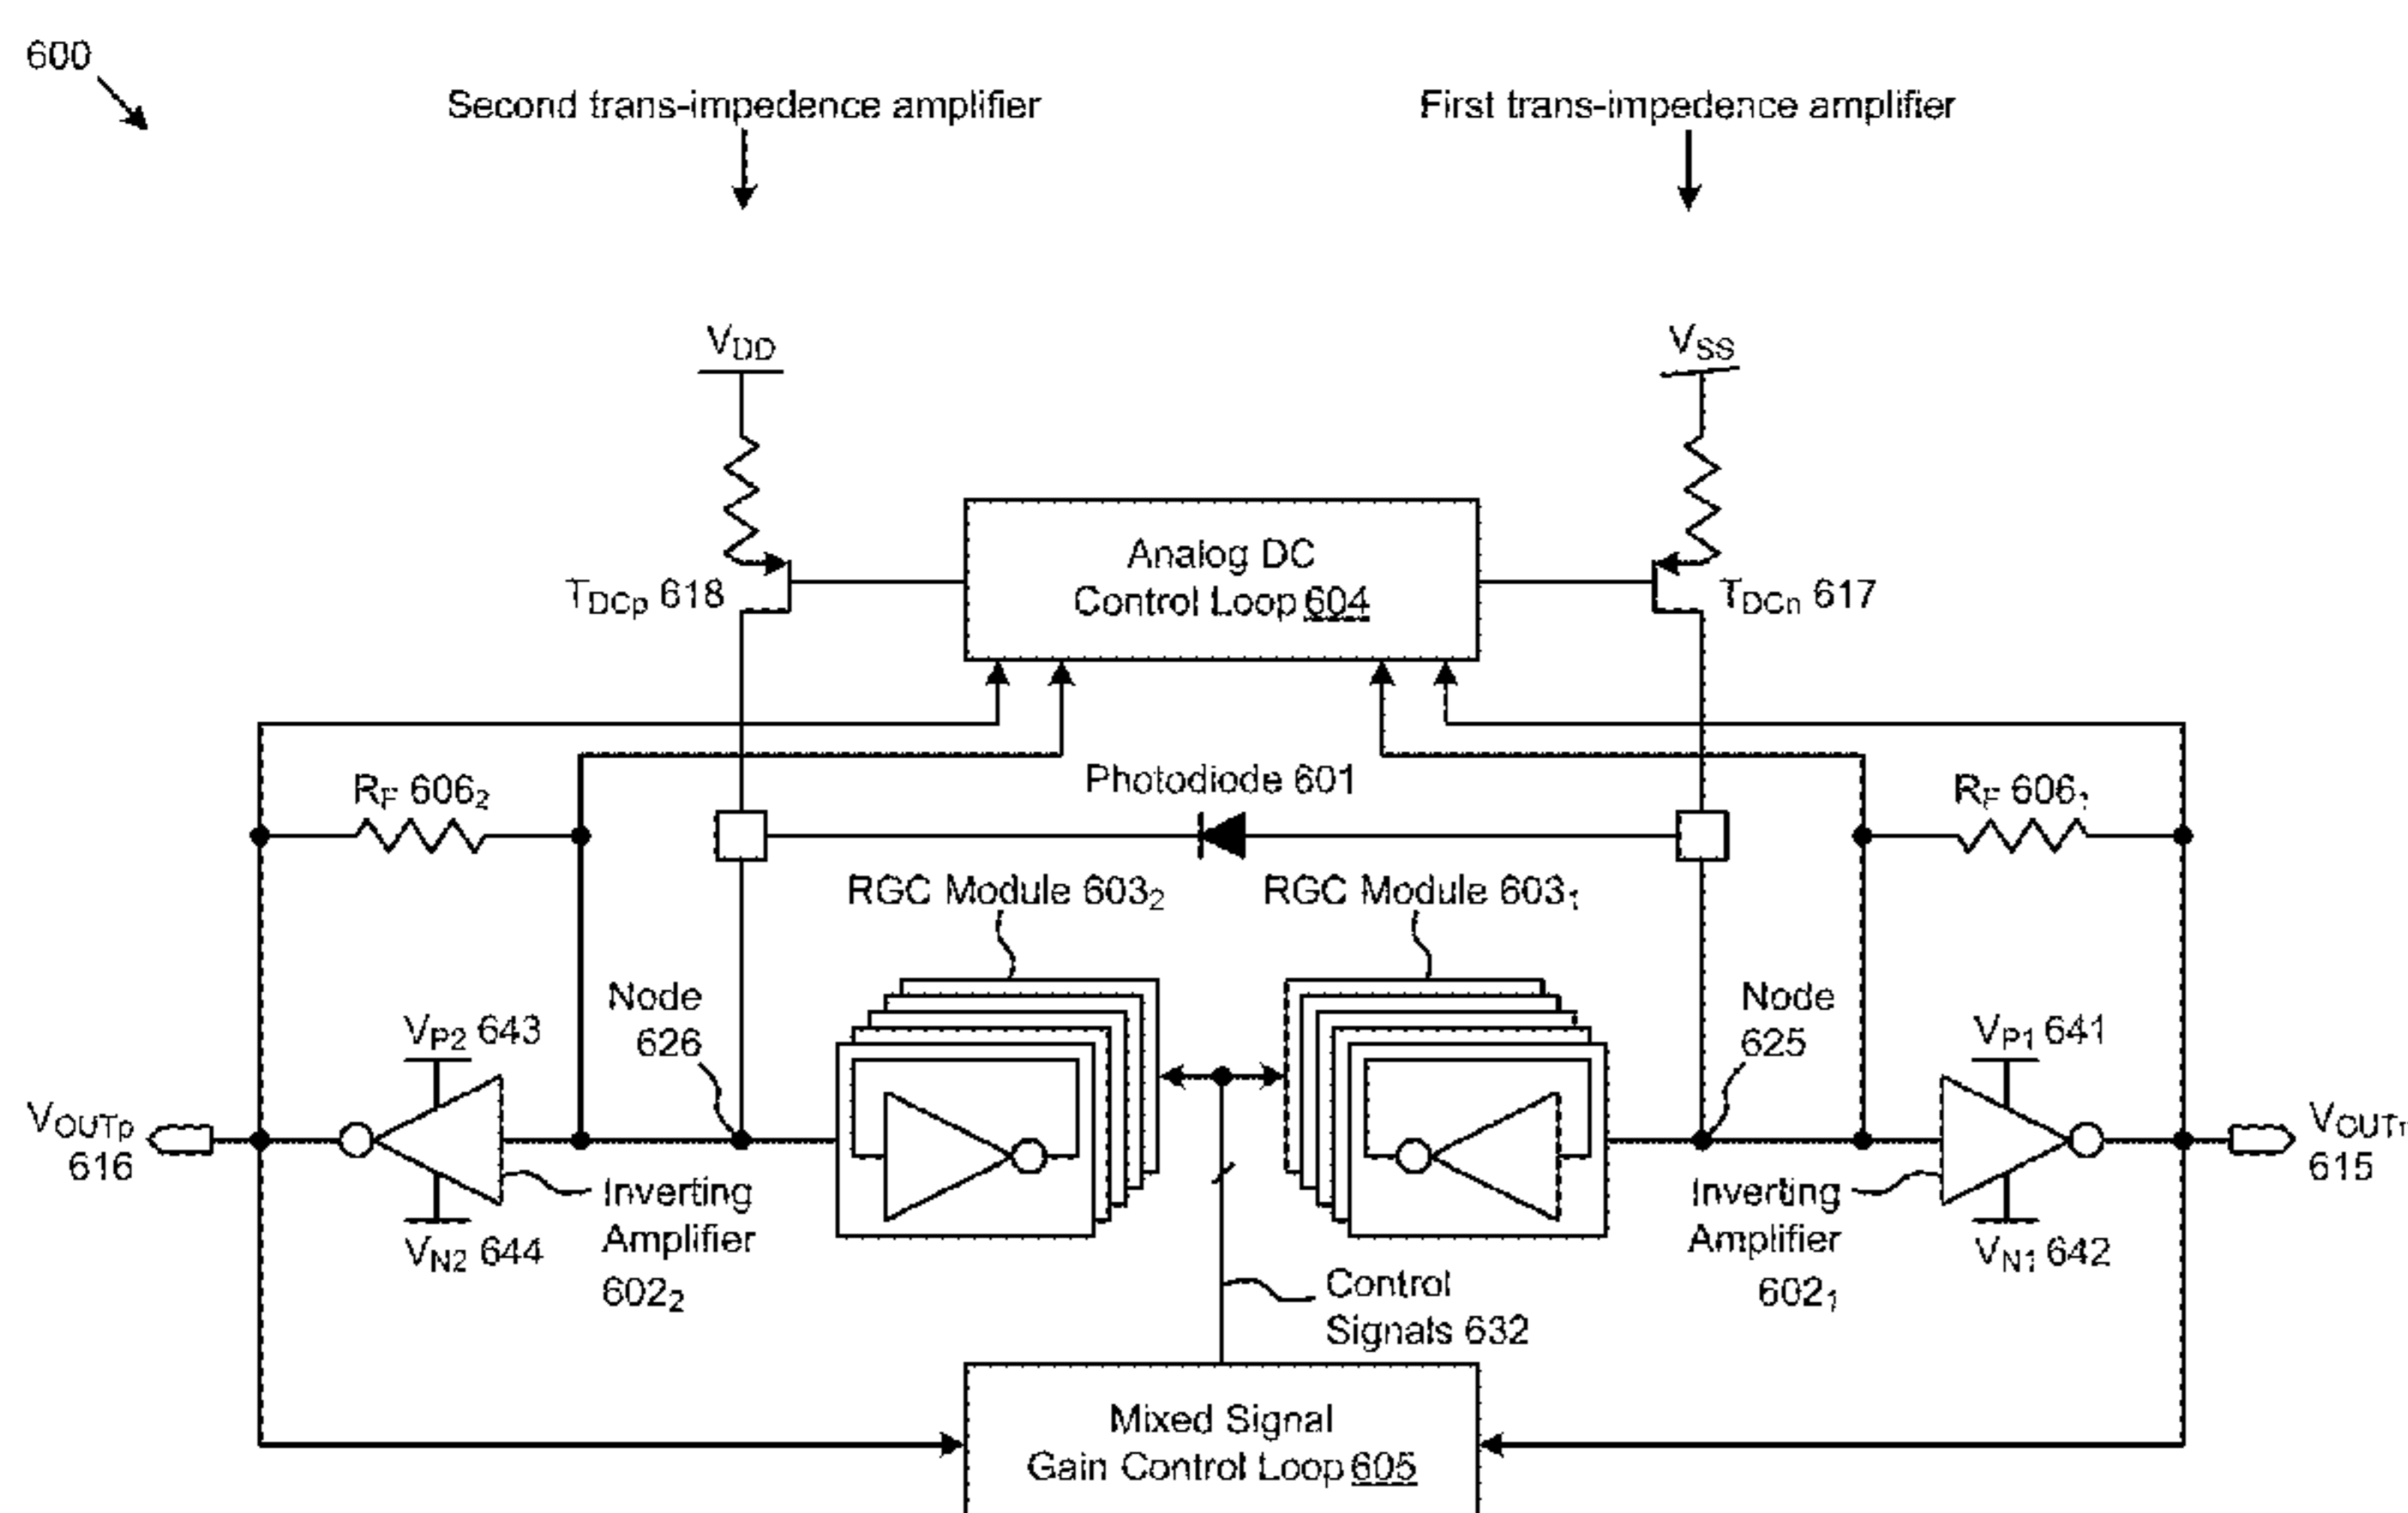 600
Second trans-impedence amplifier
First trans-impedence amplifier
VDD
VSS
Analog DC
Control Loop 604
TDCp 618
TDCn 617
Photodiode 601
RF 606₂
RF 606₁
RGC Module 603₂
RGC Module 603₁
Node
626
Node
625
VP2 643
VP1 641
VOUTp
616
VOUTn
615
Inverting
Amplifier
602₂
Inverting
Amplifier
602₁
VN2 644
VN1 642
Control
Signals 632
Mixed Signal
Gain Control Loop 605